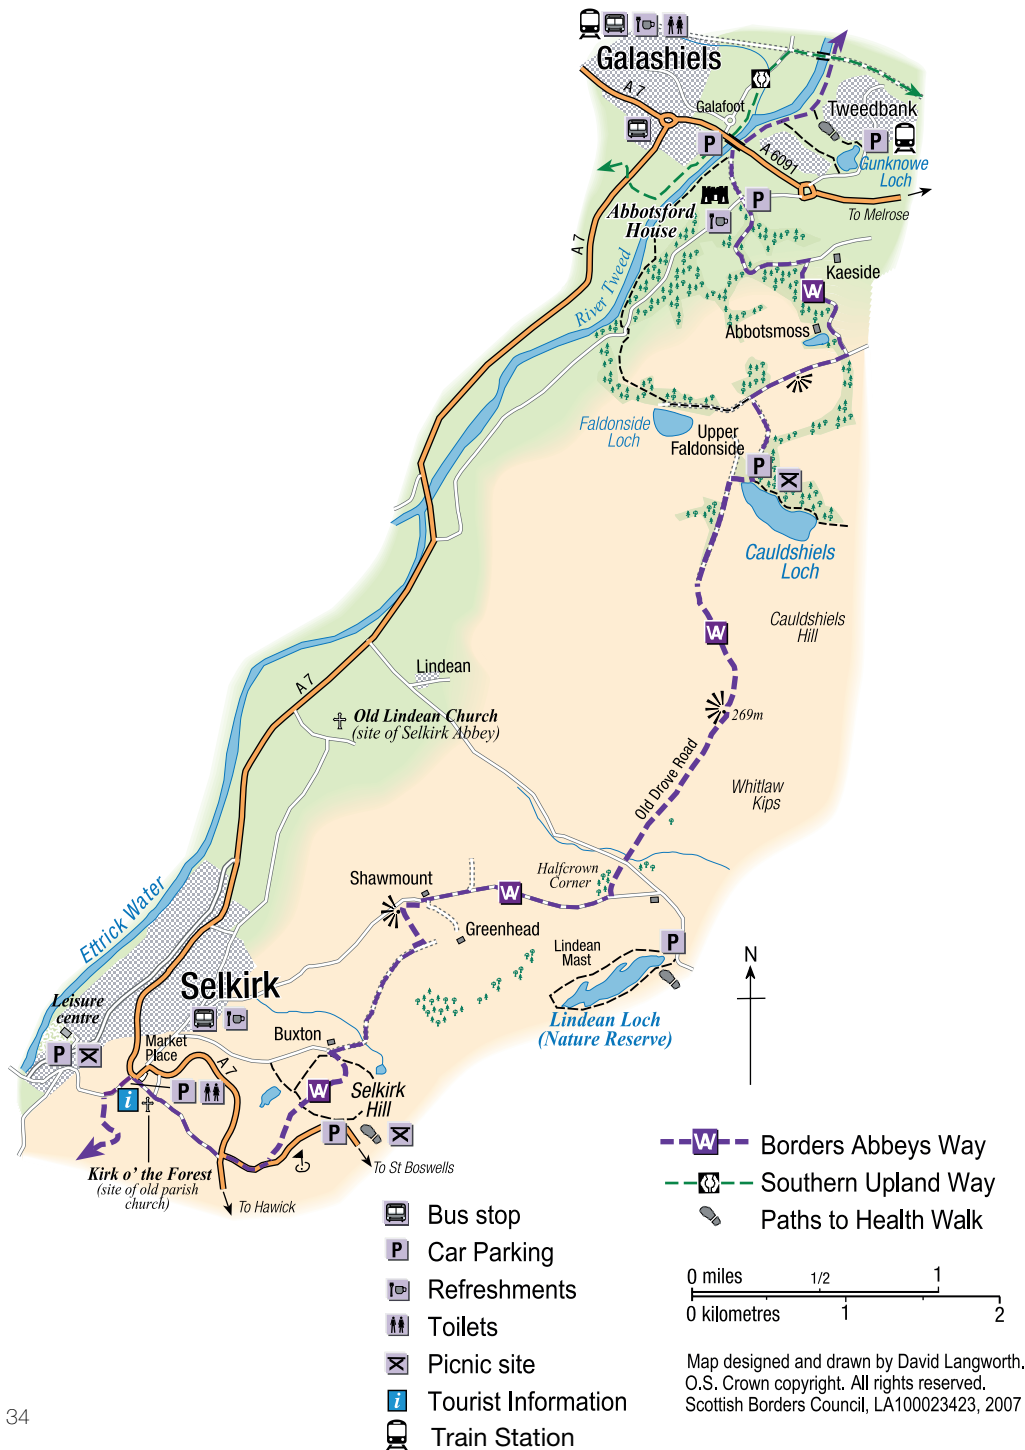 Galashiels
A 7
Galafoot
Tweedbank
P
P
A 6091
Gunknowe
Loch
To Melrose
Abbotsford
House
P
A 7
River Tweed
Kaeside
Abbotsmoss
Faldonside
Loch
Upper
Faldonside
P
Cauldshiels
Loch
Cauldshiels
Hill
Lindean
A 7
Old Lindean Church
(site of Selkirk Abbey)
269m
Old Drove Road
Whitlaw
Kips
Halfcrown
Corner
Shawmount
Greenhead
Ettrick Water
Lindean
Mast
P
N
Selkirk
Leisure
centre
Lindean Loch
(Nature Reserve)
Buxton
Market
Place
P
A 7
P
i
Selkirk
Hill
P
Kirk o' the Forest
(site of old parish
church)
To St Boswells
To Hawick
Borders Abbeys Way
Southern Upland Way
Paths to Health Walk
Bus stop
P Car Parking
Refreshments
Toilets
Picnic site
i Tourist Information
Train Station
0 miles 1/2 1
0 kilometres 1 2
Map designed and drawn by David Langworth.
O.S. Crown copyright. All rights reserved.
Scottish Borders Council, LA100023423, 2007
34